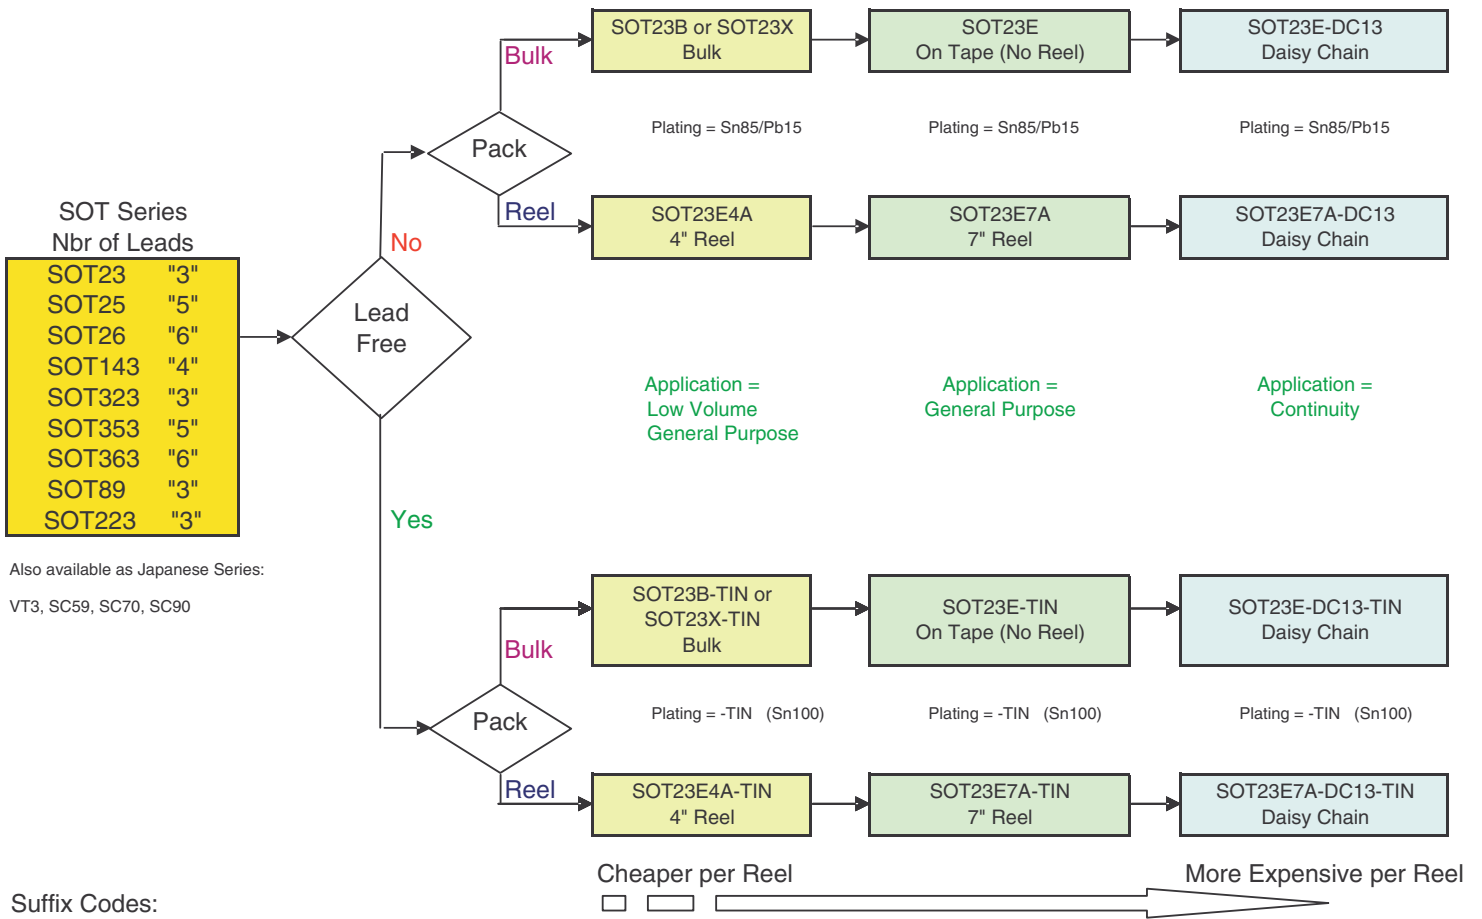 SOT Series
Nbr of Leads
SOT23 "3"
SOT25 "5"
SOT26 "6"
SOT143 "4"
SOT323 "3"
SOT353 "5"
SOT363 "6"
SOT89 "3"
SOT223 "3"
Also available as Japanese Series:
VT3, SC59, SC70, SC90
Lead
Free
No
Yes
Pack
Bulk
Reel
SOT23B or SOT23X
Bulk
SOT23E
On Tape (No Reel)
SOT23E-DC13
Daisy Chain
Plating = Sn85/Pb15
Plating = Sn85/Pb15
Plating = Sn85/Pb15
SOT23E4A
4" Reel
SOT23E7A
7" Reel
SOT23E7A-DC13
Daisy Chain
Application =
Low Volume
General Purpose
Application =
General Purpose
Application =
Continuity
Pack
Bulk
Reel
SOT23B-TIN or
SOT23X-TIN
Bulk
SOT23E-TIN
On Tape (No Reel)
SOT23E-DC13-TIN
Daisy Chain
Plating = -TIN (Sn100)
Plating = -TIN (Sn100)
Plating = -TIN (Sn100)
SOT23E4A-TIN
4" Reel
SOT23E7A-TIN
7" Reel
SOT23E7A-DC13-TIN
Daisy Chain
Cheaper per Reel
More Expensive per Reel
Suffix Codes: